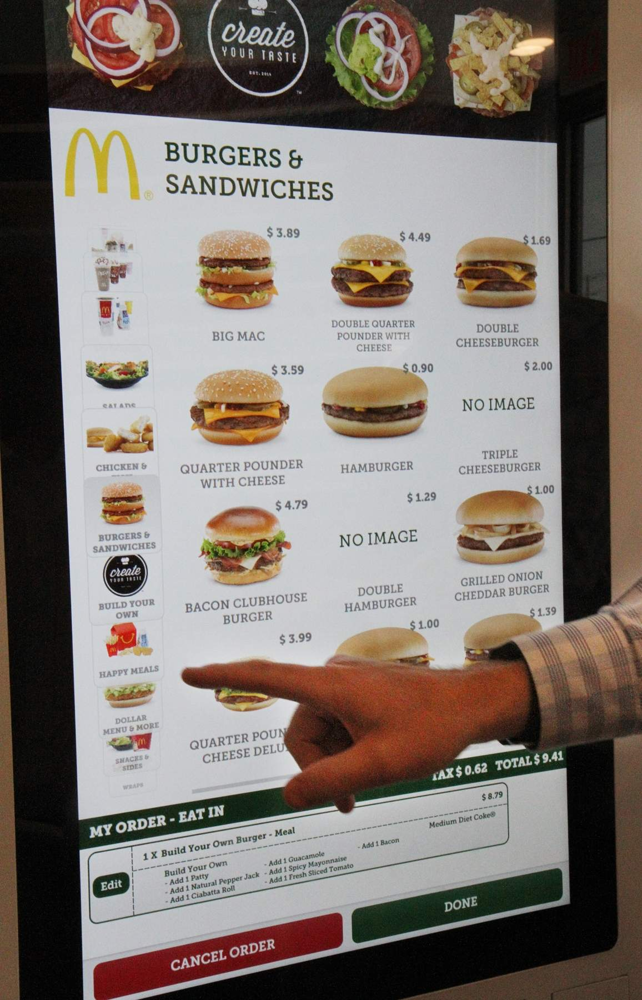 create
YOUR TASTE
EST. 2014
TM
BURGERS &
SANDWICHES
®
$ 3.89
$ 4.49
$ 1.69
BIG MAC
DOUBLE QUARTER
POUNDER WITH
CHEESE
DOUBLE
CHEESEBURGER
$ 3.59
$ 0.90
$ 2.00
NO IMAGE
QUARTER POUNDER
WITH CHEESE
HAMBURGER
TRIPLE
CHEESEBURGER
$ 4.79
$ 1.29
$ 1.00
NO IMAGE
BACON CLUBHOUSE
BURGER
DOUBLE
HAMBURGER
GRILLED ONION
CHEDDAR BURGER
$ 3.99
$ 1.00
$ 1.39
QUARTER POUN
CHEESE DELU
SALADS
CHICKEN &
BURGERS &
SANDWICHES
create
YOUR TASTE
BUILD YOUR
OWN
HAPPY MEALS
DOLLAR
MENU & MORE
SNACKS &
SIDES
WRAPS
MY ORDER - EAT IN
TAX $ 0.62 TOTAL $ 9.41
1 X Build Your Own Burger - Meal
$ 8.79
Edit
Build Your Own
- Add 1 Patty
- Add 1 Natural Pepper Jack
- Add 1 Ciabatta Roll
- Add 1 Guacamole
- Add 1 Spicy Mayonnaise
- Add 1 Fresh Sliced Tomato
- Add 1 Bacon
Medium Diet Coke®
CANCEL ORDER
DONE